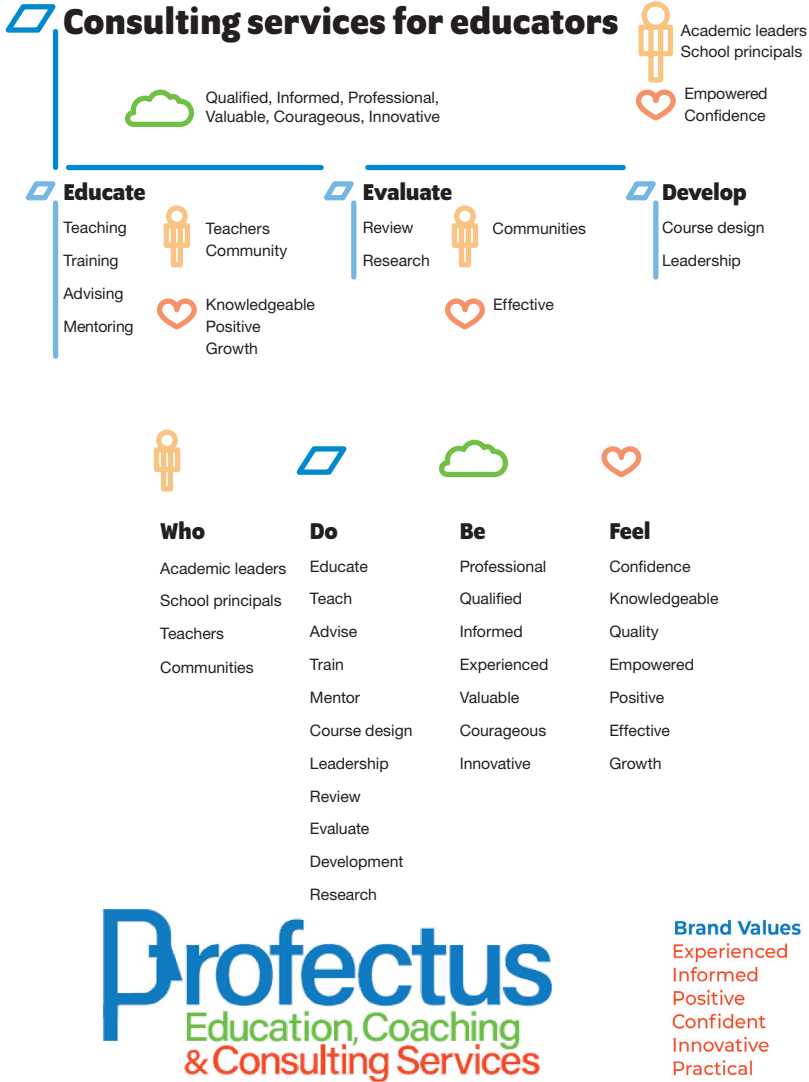 Consulting services for educators
Academic leaders
School principals
Empowered
Confidence
Qualified, Informed, Professional,
Valuable, Courageous, Innovative
Educate
Teaching
Training
Advising
Mentoring
Teachers
Community
Knowledgeable
Positive
Growth
Evaluate
Review
Research
Communities
Effective
Develop
Course design
Leadership
Who
Academic leaders
School principals
Teachers
Communities
Do
Educate
Teach
Advise
Train
Mentor
Course design
Leadership
Review
Evaluate
Development
Research
Be
Professional
Qualified
Informed
Experienced
Valuable
Courageous
Innovative
Feel
Confidence
Knowledgeable
Quality
Empowered
Positive
Effective
Growth
Profectus
Education, Coaching
& Consulting Services
Brand Values
Experienced
Informed
Positive
Confident
Innovative
Practical